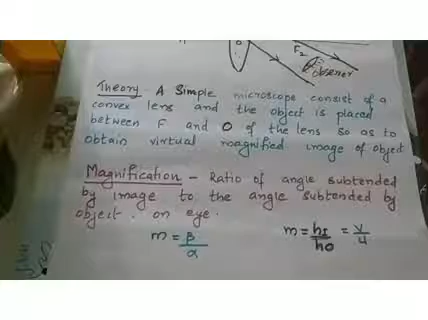 O
F2
Observer
Theory A Simple microscope consist of a
convex lens and the object is placed
between F and O of the lens so as to
obtain virtual magnified image of object
Magnification - Ratio of angle subtended
by image to the angle subtended by
object . on eye.
m = β/α
m = hI/ho = v/u